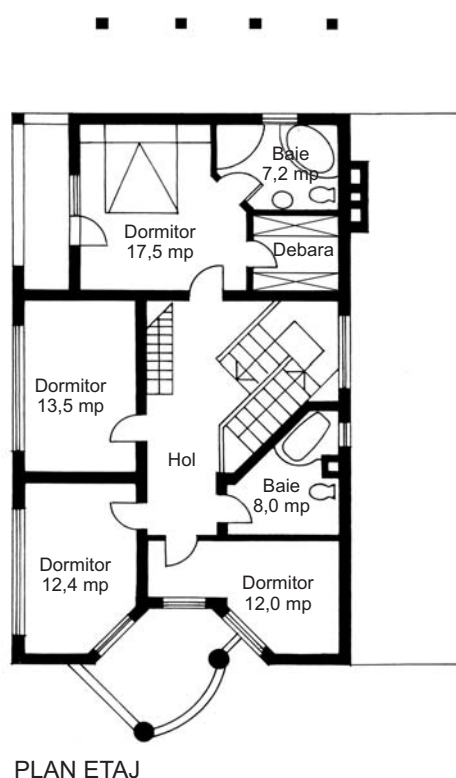 Baie
7,2 mp
Dormitor
17,5 mp
Debara
Dormitor
13,5 mp
Hol
Baie
8,0 mp
Dormitor
12,4 mp
Dormitor
12,0 mp
PLAN ETAJ